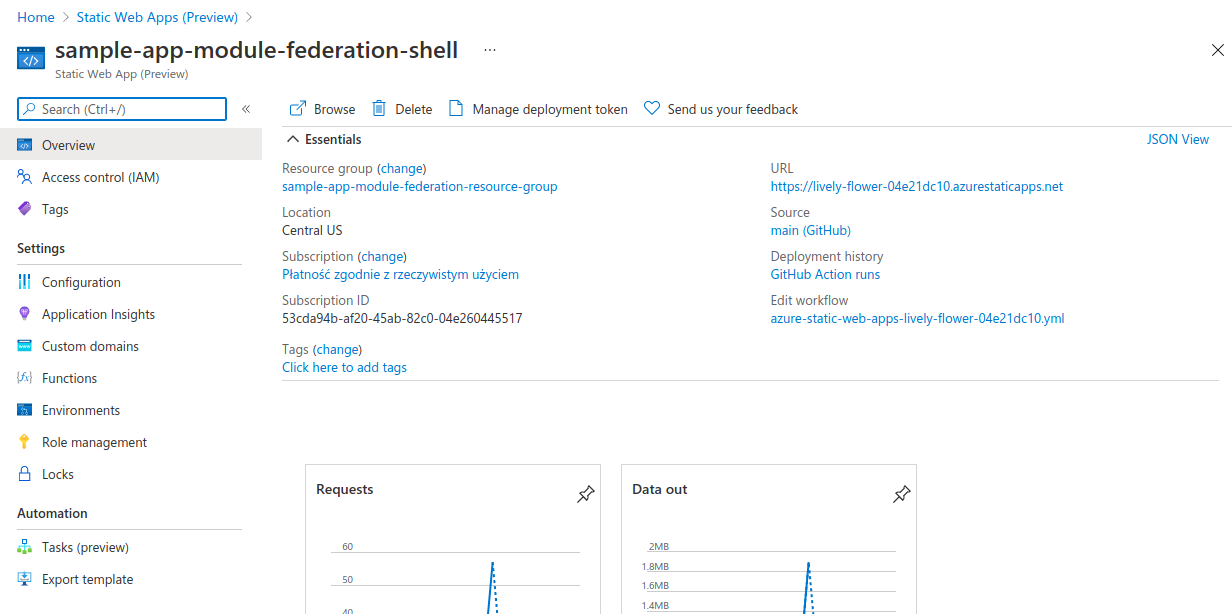 Home > Static Web Apps (Preview) >
sample-app-module-federation-shell ...
Static Web App (Preview)
Search (Ctrl+/)
«
Overview
Access control (IAM)
Tags
Settings
Configuration
Application Insights
Custom domains
Functions
Environments
Role management
Locks
Automation
Tasks (preview)
Export template
Browse Delete Manage deployment token Send us your feedback
Essentials JSON View
Resource group (change)
sample-app-module-federation-resource-group
Location
Central US
Subscription (change)
Płatność zgodnie z rzeczywistym użyciem
Subscription ID
53cda94b-af20-45ab-82c0-04e260445517
Tags (change)
Click here to add tags
URL
https://lively-flower-04e21dc10.azurestaticapps.net
Source
main (GitHub)
Deployment history
GitHub Action runs
Edit workflow
azure-static-web-apps-lively-flower-04e21dc10.yml
Requests
60
50
40
Data out
2MB
1.8MB
1.6MB
1.4MB